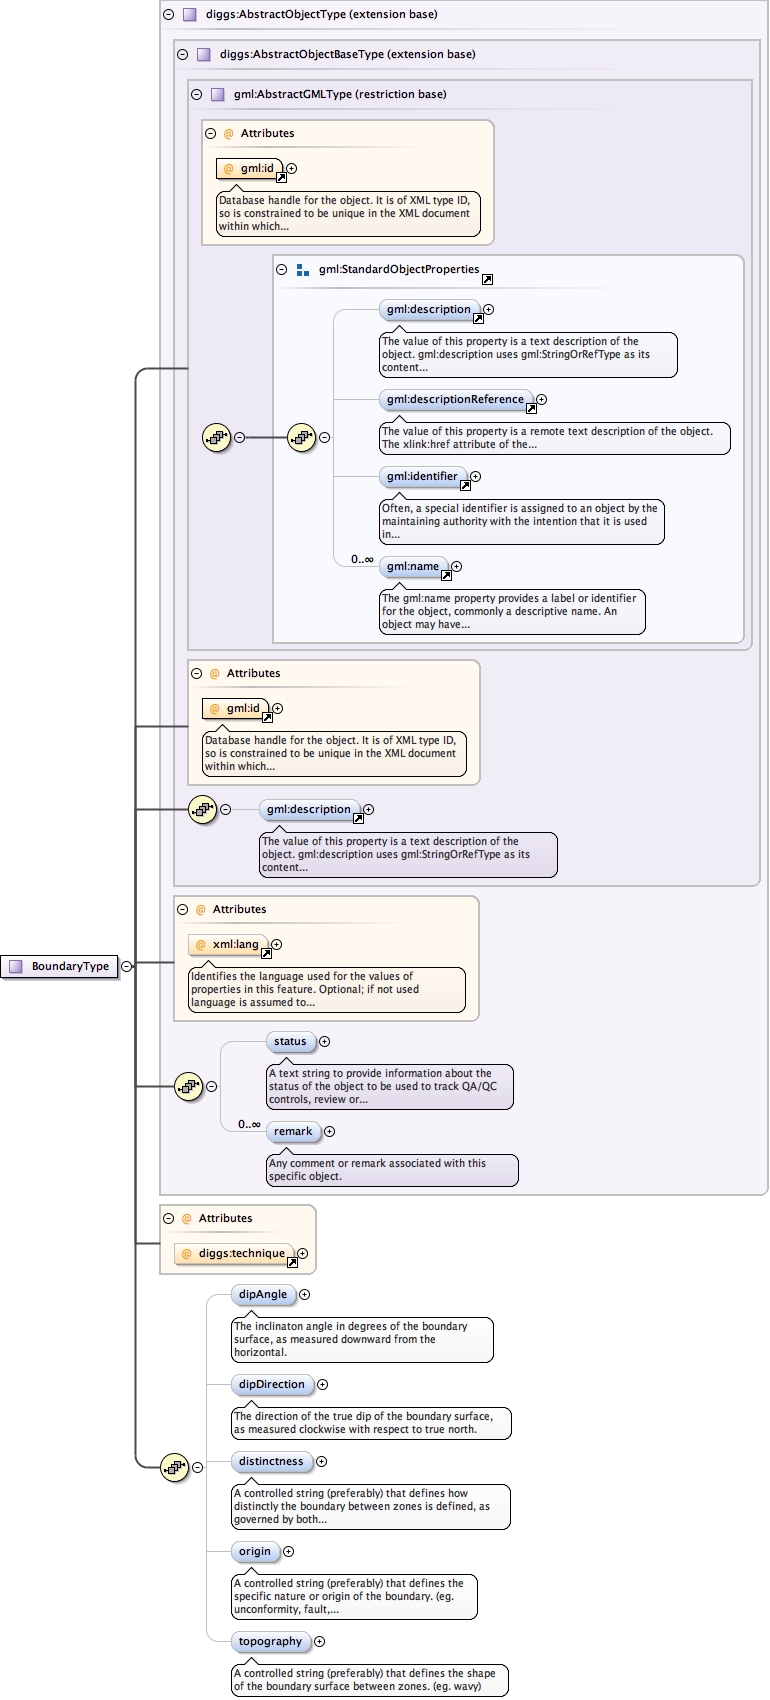 diggs:AbstractObjectType (extension base)
diggs:AbstractObjectBaseType (extension base)
gml:AbstractGMLType (restriction base)
@ Attributes
@ gml:id
Database handle for the object. It is of XML type ID,
so is constrained to be unique in the XML document
within which...
gml:StandardObjectProperties
gml:description
The value of this property is a text description of the
object. gml:description uses gml:StringOrRefType as its
content...
gml:descriptionReference
The value of this property is a remote text description of the object.
The xlink:href attribute of the...
gml:identifier
Often, a special identifier is assigned to an object by the
maintaining authority with the intention that it is used
in...
0..∞
gml:name
The gml:name property provides a label or identifier
for the object, commonly a descriptive name. An
object may have...
@ Attributes
@ gml:id
Database handle for the object. It is of XML type ID,
so is constrained to be unique in the XML document
within which...
gml:description
The value of this property is a text description of the
object. gml:description uses gml:StringOrRefType as its
content...
@ Attributes
@ xml:lang
Identifies the language used for the values of
properties in this feature. Optional; if not used
language is assumed to...
BoundaryType
status
A text string to provide information about the
status of the object to be used to track QA/QC
controls, review or...
0..∞
remark
Any comment or remark associated with this
specific object.
@ Attributes
@ diggs:technique
dipAngle
The inclinaton angle in degrees of the boundary
surface, as measured downward from the
horizontal.
dipDirection
The direction of the true dip of the boundary surface,
as measured clockwise with respect to true north.
distinctness
A controlled string (preferably) that defines how
distinctly the boundary between zones is defined, as
governed by both...
origin
A controlled string (preferably) that defines the
specific nature or origin of the boundary. (eg.
unconformity, fault,...
topography
A controlled string (preferably) that defines the shape
of the boundary surface between zones. (eg. wavy)